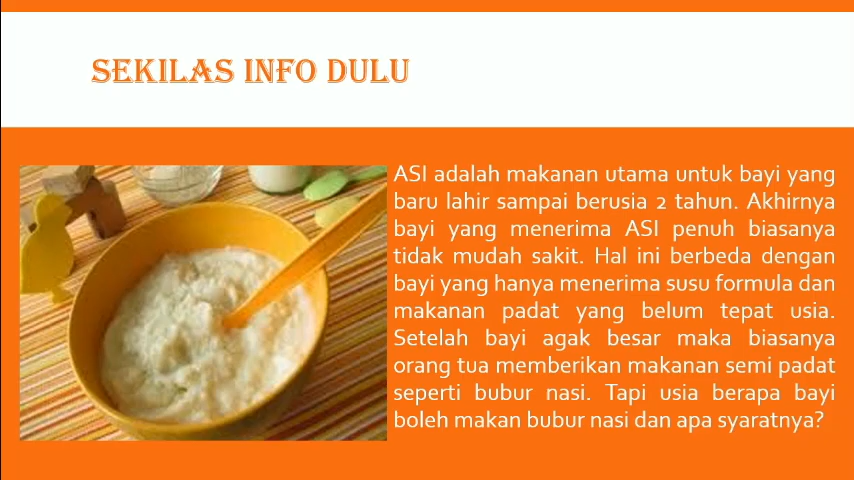 SEKILAS INFO DULU
ASI adalah makanan utama untuk bayi yang
baru lahir sampai berusia 2 tahun. Akhirnya
bayi yang menerima ASI penuh biasanya
tidak mudah sakit. Hal ini berbeda dengan
bayi yang hanya menerima susu formula dan
makanan padat yang belum tepat usia.
Setelah bayi agak besar maka biasanya
orang tua memberikan makanan semi padat
seperti bubur nasi. Tapi usia berapa bayi
boleh makan bubur nasi dan apa syaratnya?